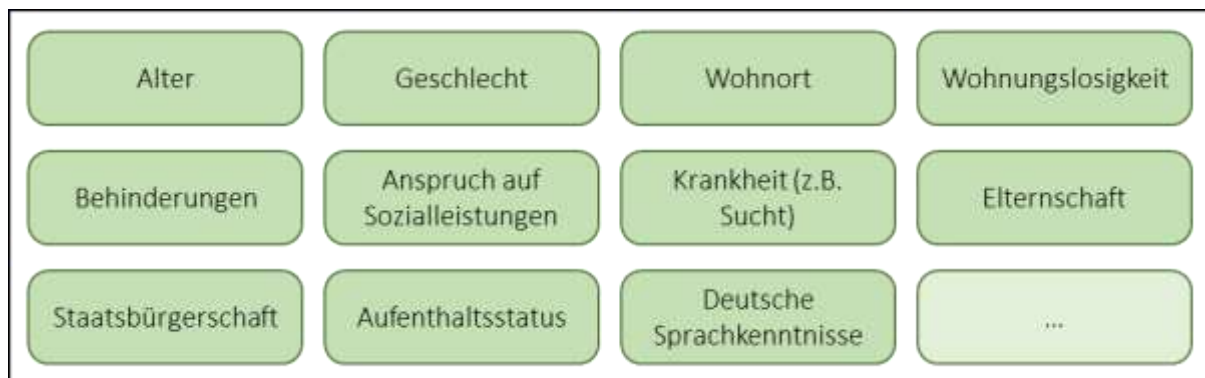 Alter
Geschlecht
Wohnort
Wohnungslosigkeit
Behinderungen
Anspruch auf
Sozialleistungen
Krankheit (z.B.
Sucht)
Elternschaft
Staatsbürgerschaft
Aufenthaltsstatus
Deutsche
Sprachkenntnisse
...